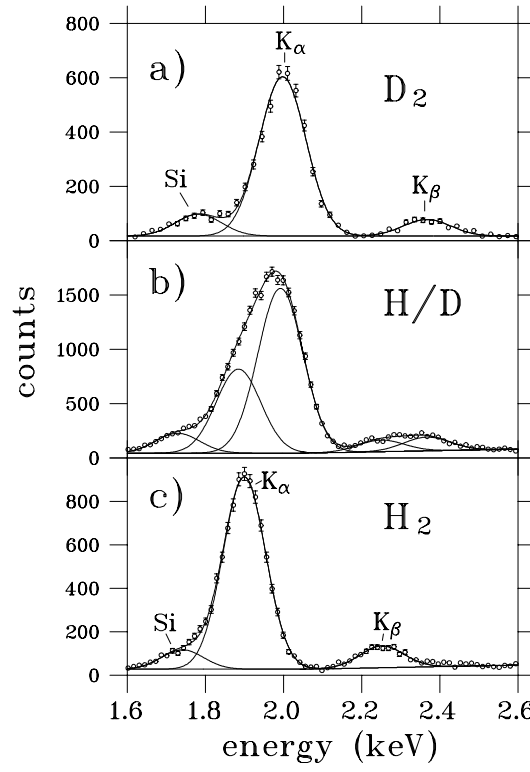 800
600
400
200
0
a)
Kα
D2
Si
Kβ
counts
1500
1000
500
0
b)
H/D
800
600
400
200
0
c)
Kα
H2
Si
Kβ
1.6 1.8 2.0 2.2 2.4 2.6
energy (keV)